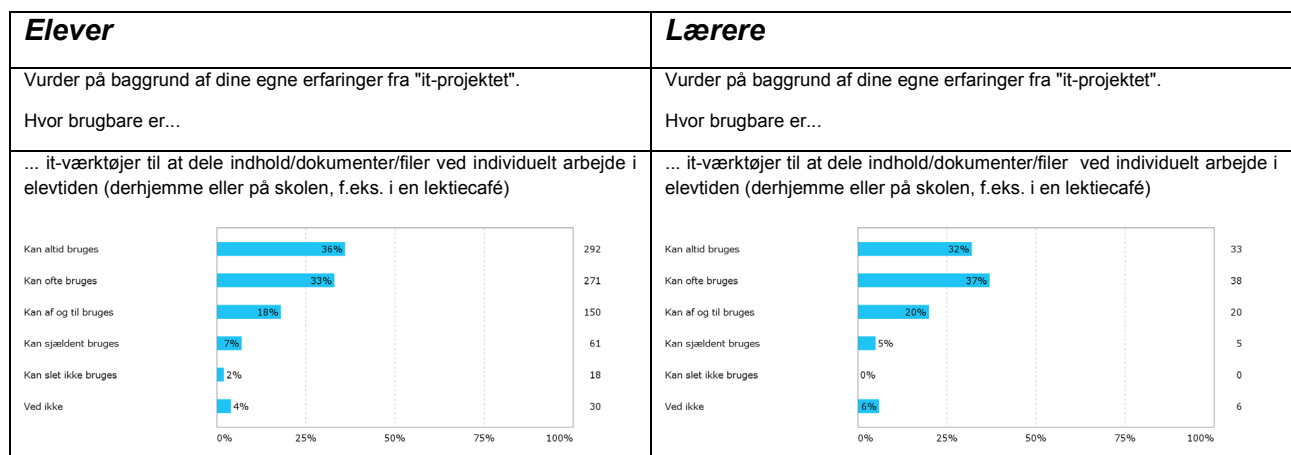 Elever
Lærere
Vurder på baggrund af dine egne erfaringer fra "it-projektet".
Hvor brugbare er...
Vurder på baggrund af dine egne erfaringer fra "it-projektet".
Hvor brugbare er...
... it-værktøjer til at dele indhold/dokumenter/filer ved individuelt arbejde i
elevtiden (derhjemme eller på skolen, f.eks. i en lektiecafé)
Kan altid bruges 36% 292
Kan ofte bruges 33% 271
Kan af og til bruges 18% 150
Kan sjældent bruges 7% 61
Kan slet ikke bruges 2% 18
Ved ikke 4% 30
0% 25% 50% 75% 100%
... it-værktøjer til at dele indhold/dokumenter/filer ved individuelt arbejde i
elevtiden (derhjemme eller på skolen, f.eks. i en lektiecafé)
Kan altid bruges 32% 33
Kan ofte bruges 37% 38
Kan af og til bruges 20% 20
Kan sjældent bruges 5% 5
Kan slet ikke bruges 0% 0
Ved ikke 6% 6
0% 25% 50% 75% 100%